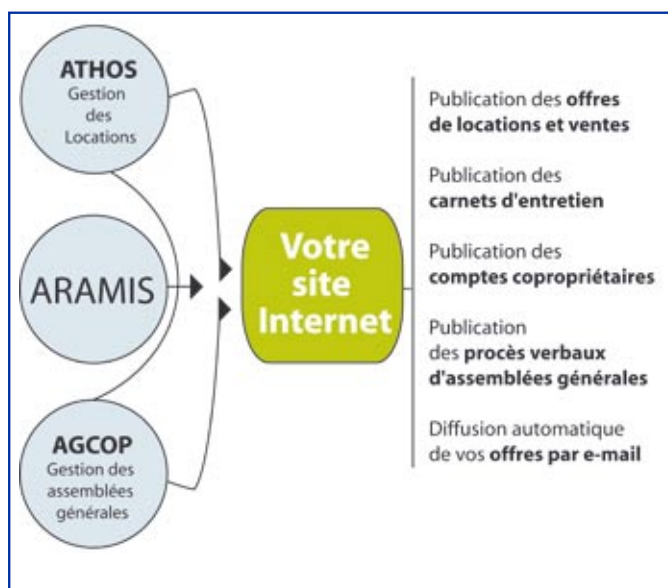 ATHOS
Gestion
des
Locations
ARAMIS
AGCOP
Gestion des
assemblées
générales
Votre
site
Internet
Publication des offres
de locations et ventes
Publication des
carnets d'entretien
Publication des
comptes copropriétaires
Publication
des procès verbaux
d'assemblées générales
Diffusion automatique
de vos offres par e-mail